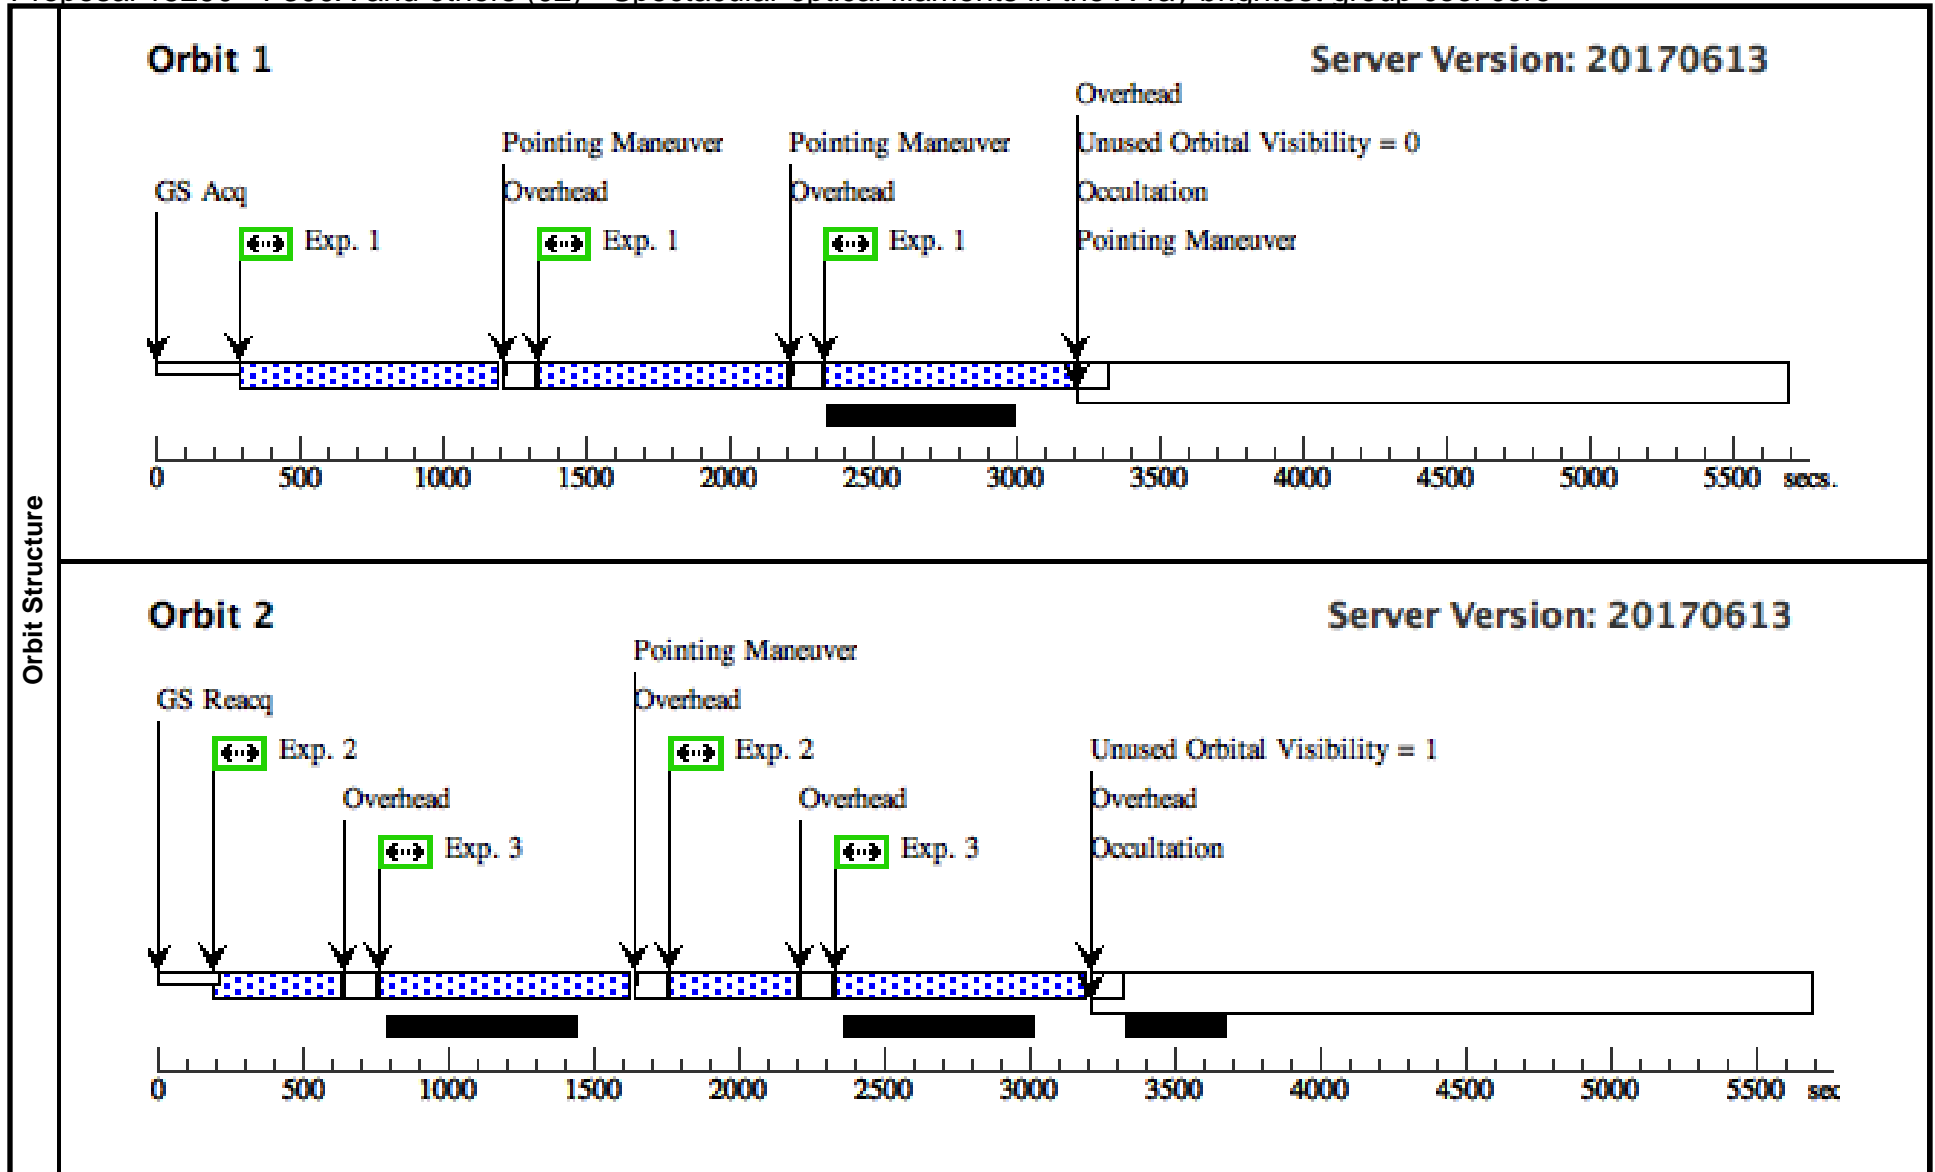 Orbit Structure
Orbit 1
Server Version: 20170613
Overhead
Pointing Maneuver
Pointing Maneuver
Unused Orbital Visibility = 0
GS Acq
Overhead
Overhead
Occultation
Exp. 1
Exp. 1
Exp. 1
Pointing Maneuver
0 500 1000 1500 2000 2500 3000 3500 4000 4500 5000 5500 secs.
Orbit 2
Server Version: 20170613
Pointing Maneuver
GS Reacq
Overhead
Exp. 2
Exp. 2
Unused Orbital Visibility = 1
Overhead
Overhead
Overhead
Exp. 3
Exp. 3
Occultation
0 500 1000 1500 2000 2500 3000 3500 4000 4500 5000 5500 sec